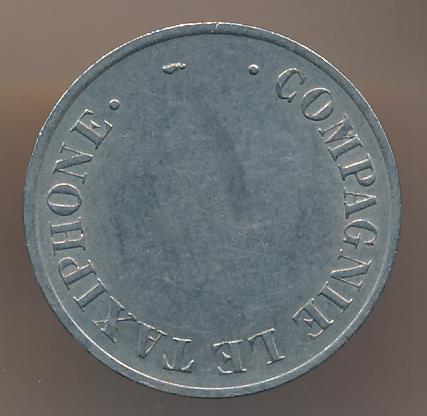 · COMPAGNIE LE TAXIPHONE ·